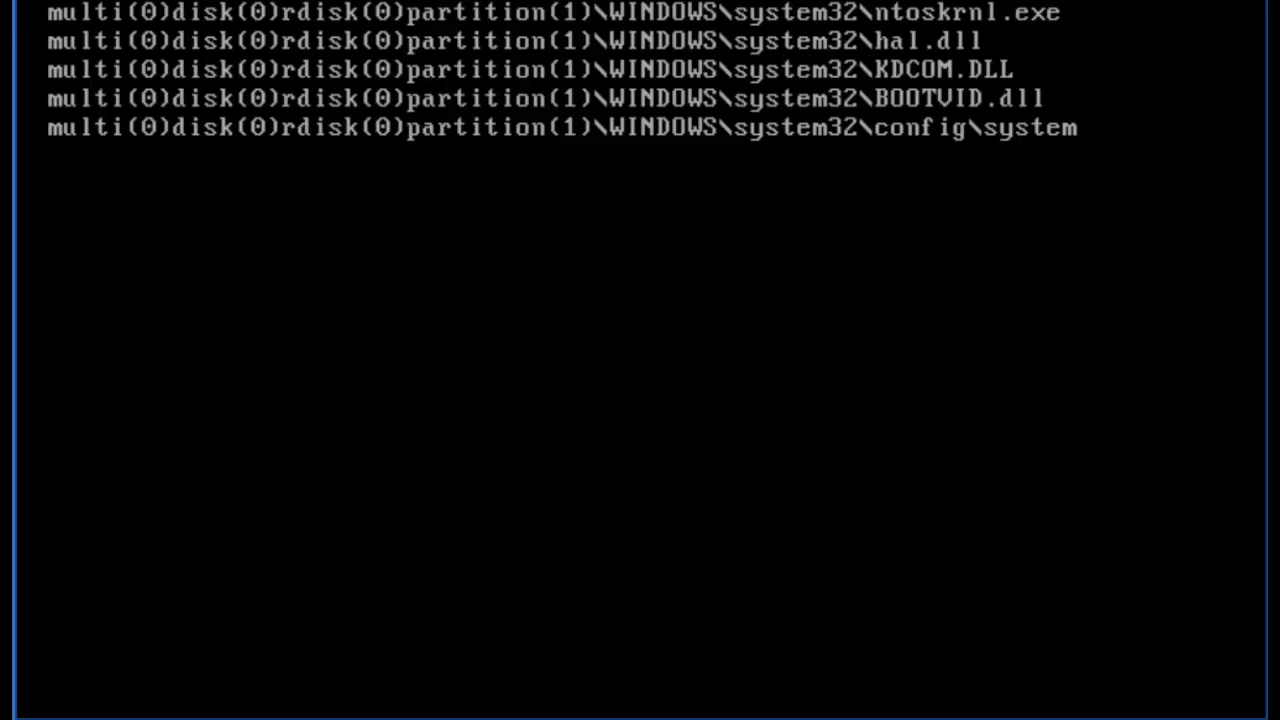 multi(0)disk(0)rdisk(0)partition(1)\WINDOWS\system32\ntoskrnl.exe
multi(0)disk(0)rdisk(0)partition(1)\WINDOWS\system32\hal.dll
multi(0)disk(0)rdisk(0)partition(1)\WINDOWS\system32\KDCOM.DLL
multi(0)disk(0)rdisk(0)partition(1)\WINDOWS\system32\BOOTVID.dll
multi(0)disk(0)rdisk(0)partition(1)\WINDOWS\system32\config\system